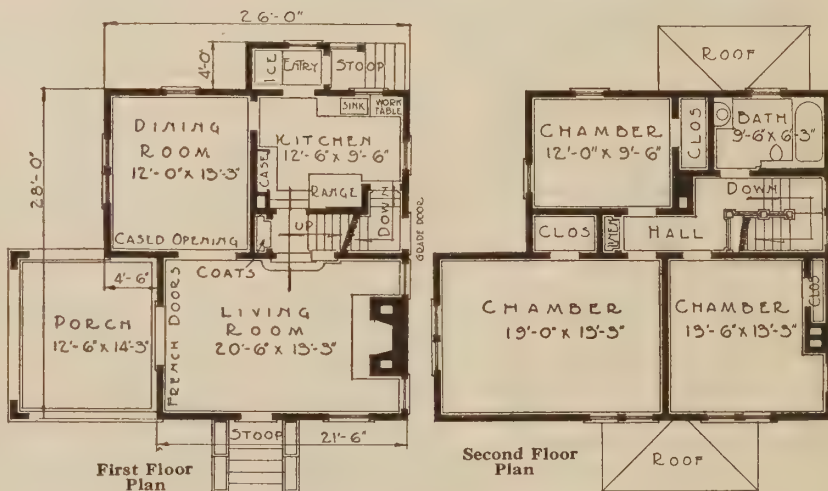 26'-0"
4'-0"
ICE
ENTRY
STOOP
SINK
WORK
TABLE
DINING
ROOM
12'-0" X 13'-3"
KITCHEN
12'-6" X 9'-6"
CASE
RANGE
DOWN
UP
28'-0"
GRADE DOOR
CASED OPENING
COATS
4'-6"
FRENCH DOORS
PORCH
12'-6" X 14'-3"
LIVING
ROOM
20'-6" X 13'-3"
STOOP
21'-6"
First Floor
Plan
ROOF
CHAMBER
12'-0" X 9'-6"
CLOS
BATH
9'-6" X 6'-3"
DOWN
CLOS
LINEN
HALL
CHAMBER
19'-0" X 13'-3"
CHAMBER
13'-6" X 13'-3"
CLOS
Second Floor
Plan
ROOF